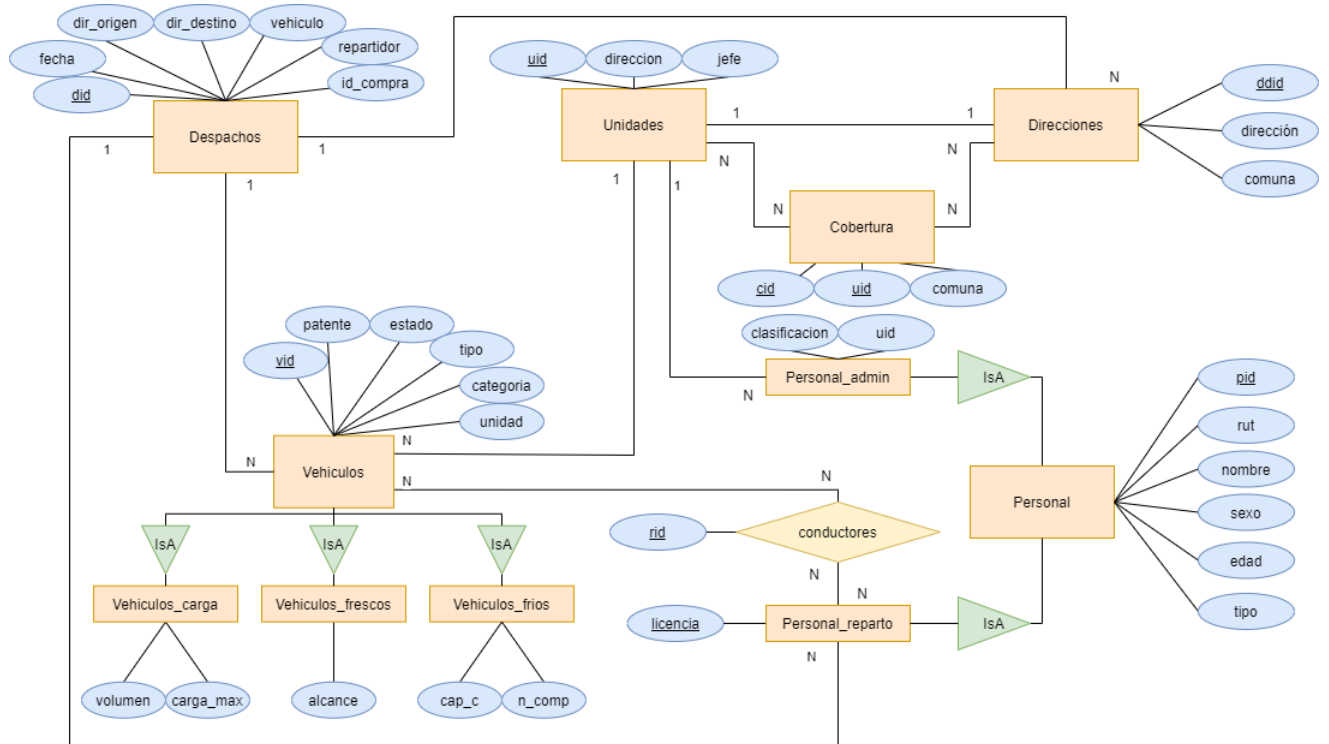 dir_origen
dir_destino
vehiculo
fecha
repartidor
did
id_compra
Despachos
1
1
1
uid
direccion
jefe
Unidades
1
1
N
1
1
N
Direcciones
N
ddid
dirección
comuna
N
N
Cobertura
cid
uid
comuna
clasificacion
uid
Personal_admin
N
IsA
patente
estado
vid
tipo
categoria
unidad
Vehiculos
N
N
N
IsA
IsA
IsA
Vehiculos_carga
Vehiculos_frescos
Vehiculos_frios
volumen
carga_max
alcance
cap_c
n_comp
N
rid
conductores
N
N
licencia
Personal_reparto
N
IsA
Personal
pid
rut
nombre
sexo
edad
tipo